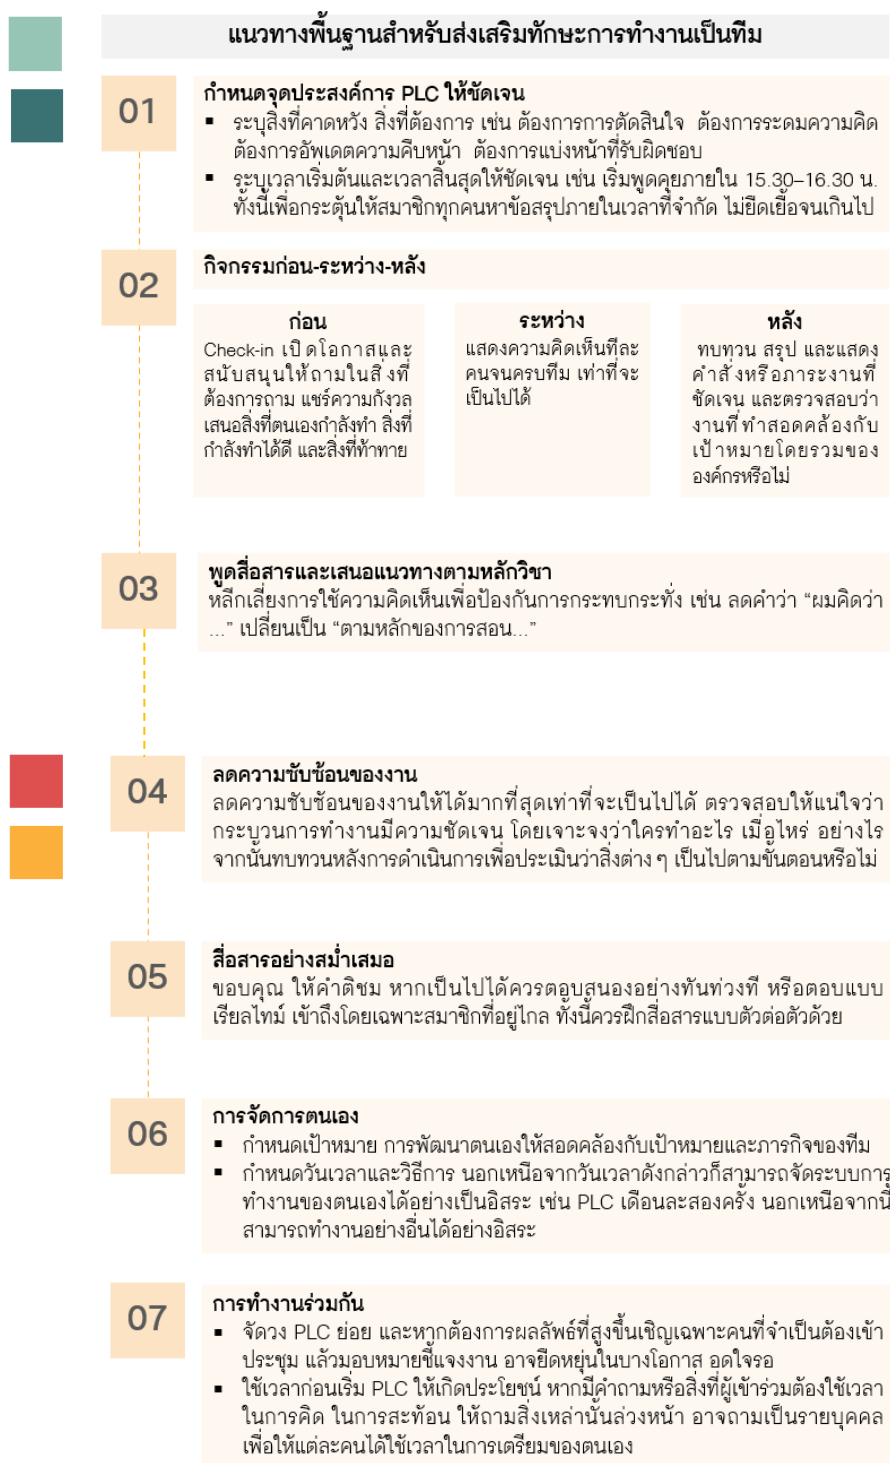 แนวทางพื้นฐานสำหรับส่งเสริมทักษะการทำงานเป็นทีม
01
กำหนดจุดประสงค์การ PLC ให้ชัดเจน
▪ ระบุสิ่งที่คาดหวัง สิ่งที่ต้องการ เช่น ต้องการการตัดสินใจ ต้องการระดมความคิด
ต้องการอัพเดตความคืบหน้า ต้องการแบ่งหน้าที่รับผิดชอบ
▪ ระบุเวลาเริ่มต้นและเวลาสิ้นสุดให้ชัดเจน เช่น เริ่มพูดคุยภายใน 15.30–16.30 น.
ทั้งนี้เพื่อกระตุ้นให้สมาชิกทุกคนหาข้อสรุปภายในเวลาที่จำกัด ไม่ยืดเยื้อจนเกินไป
02
กิจกรรมก่อน-ระหว่าง-หลัง
ก่อน
Check-in เปิดโอกาสและ
สนับสนุนให้ถามในสิ่งที่
ต้องการถาม แชร์ความกังวล
เสนอสิ่งที่ตนเองกำลังทำ สิ่งที่
กำลังทำได้ดี และสิ่งที่ท้าทาย
ระหว่าง
แสดงความคิดเห็นทีละ
คนจนครบทีม เท่าที่จะ
เป็นไปได้
หลัง
ทบทวน สรุป และแสดง
คำสั่งหรือภาระงานที่
ชัดเจน และตรวจสอบว่า
งานที่ทำสอดคล้องกับ
เป้าหมายโดยรวมของ
องค์กรหรือไม่
03
พูดสื่อสารและเสนอแนวทางตามหลักวิชา
หลีกเลี่ยงการใช้ความคิดเห็นเพื่อป้องกันการกระทบกระทั่ง เช่น ลดคำว่า “ผมคิดว่า
...” เปลี่ยนเป็น “ตามหลักของการสอน...”
04
ลดความซับซ้อนของงาน
ลดความซับซ้อนของงานให้ได้มากที่สุดเท่าที่จะเป็นไปได้ ตรวจสอบให้แน่ใจว่า
กระบวนการทำงานมีความชัดเจน โดยเจาะจงว่าใครทำอะไร เมื่อไหร่ อย่างไร
จากนั้นทบทวนหลังการดำเนินการเพื่อประเมินว่าสิ่งต่าง ๆ เป็นไปตามขั้นตอนหรือไม่
05
สื่อสารอย่างสม่ำเสมอ
ขอบคุณ ให้คำติชม หากเป็นไปได้ควรตอบสนองอย่างทันท่วงที หรือตอบแบบ
เรียลไทม์ เข้าถึงโดยเฉพาะสมาชิกที่อยู่ไกล ทั้งนี้ควรฝึกสื่อสารแบบตัวต่อตัวด้วย
06
การจัดการตนเอง
▪ กำหนดเป้าหมาย การพัฒนาตนเองให้สอดคล้องกับเป้าหมายและภารกิจของทีม
▪ กำหนดวันเวลาและวิธีการ นอกเหนือจากวันเวลาดังกล่าวก็สามารถจัดระบบการ
ทำงานของตนเองได้อย่างเป็นอิสระ เช่น PLC เดือนละสองครั้ง นอกเหนือจากนี้
สามารถทำงานอย่างอื่นได้อย่างอิสระ
07
การทำงานร่วมกัน
▪ จัดวง PLC ย่อย และหากต้องการผลลัพธ์ที่สูงขึ้นเชิญเฉพาะคนที่จำเป็นต้องเข้า
ประชุม แล้วมอบหมายชี้แจงงาน อาจยืดหยุ่นในบางโอกาส อดใจรอ
▪ ใช้เวลาก่อนเริ่ม PLC ให้เกิดประโยชน์ หากมีคำถามหรือสิ่งที่ผู้เข้าร่วมต้องใช้เวลา
ในการคิด ในการสะท้อน ให้ถามสิ่งเหล่านั้นล่วงหน้า อาจถามเป็นรายบุคคล
เพื่อให้แต่ละคนได้ใช้เวลาในการเตรียมของตนเอง